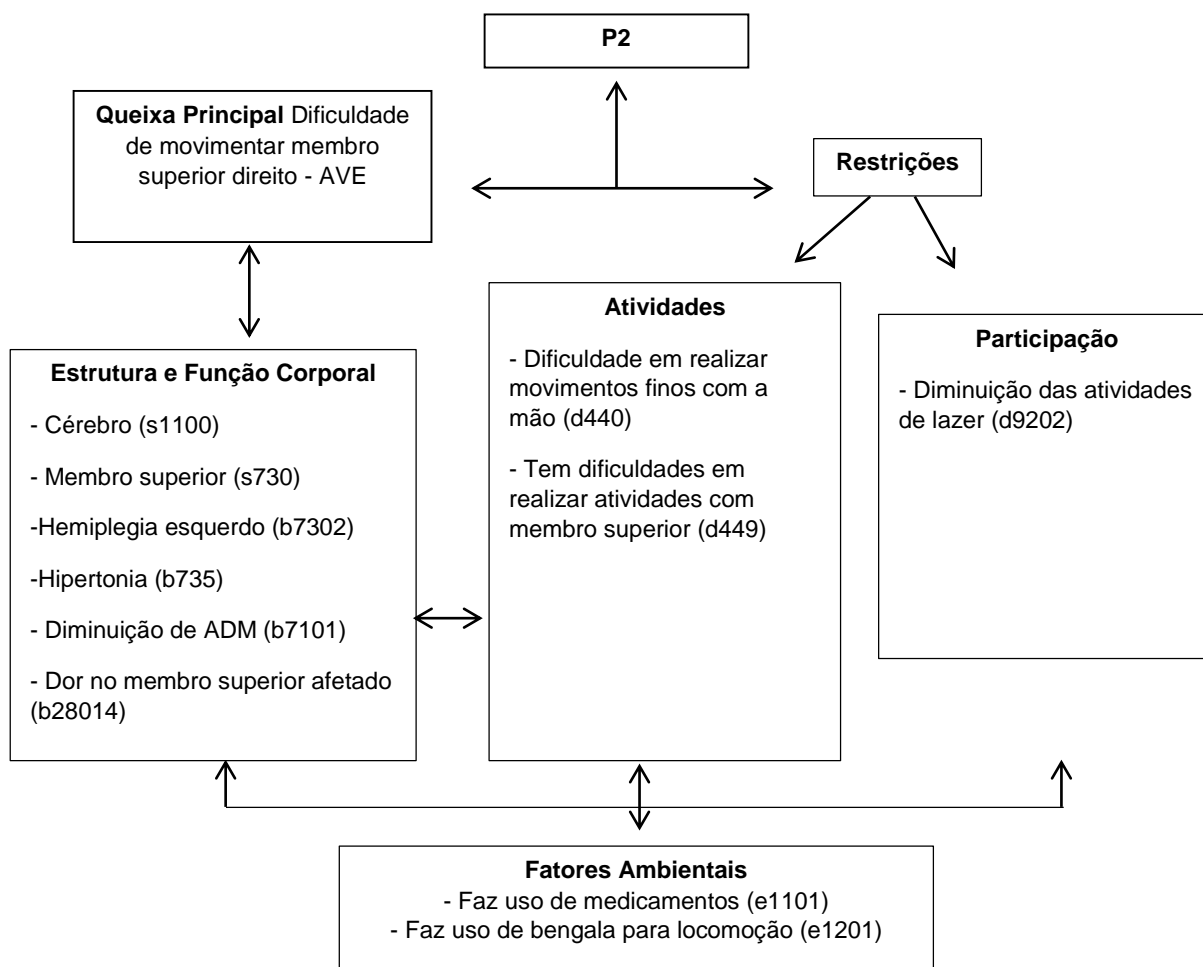 P2
Queixa Principal Dificuldade
de movimentar membro
superior direito - AVE
Restrições
Estrutura e Função Corporal
- Cérebro (s1100)
- Membro superior (s730)
-Hemiplegia esquerdo (b7302)
-Hipertonia (b735)
- Diminuição de ADM (b7101)
- Dor no membro superior afetado
(b28014)
Atividades
- Dificuldade em realizar
movimentos finos com a
mão (d440)
- Tem dificuldades em
realizar atividades com
membro superior (d449)
Participação
- Diminuição das atividades
de lazer (d9202)
Fatores Ambientais
- Faz uso de medicamentos (e1101)
- Faz uso de bengala para locomoção (e1201)